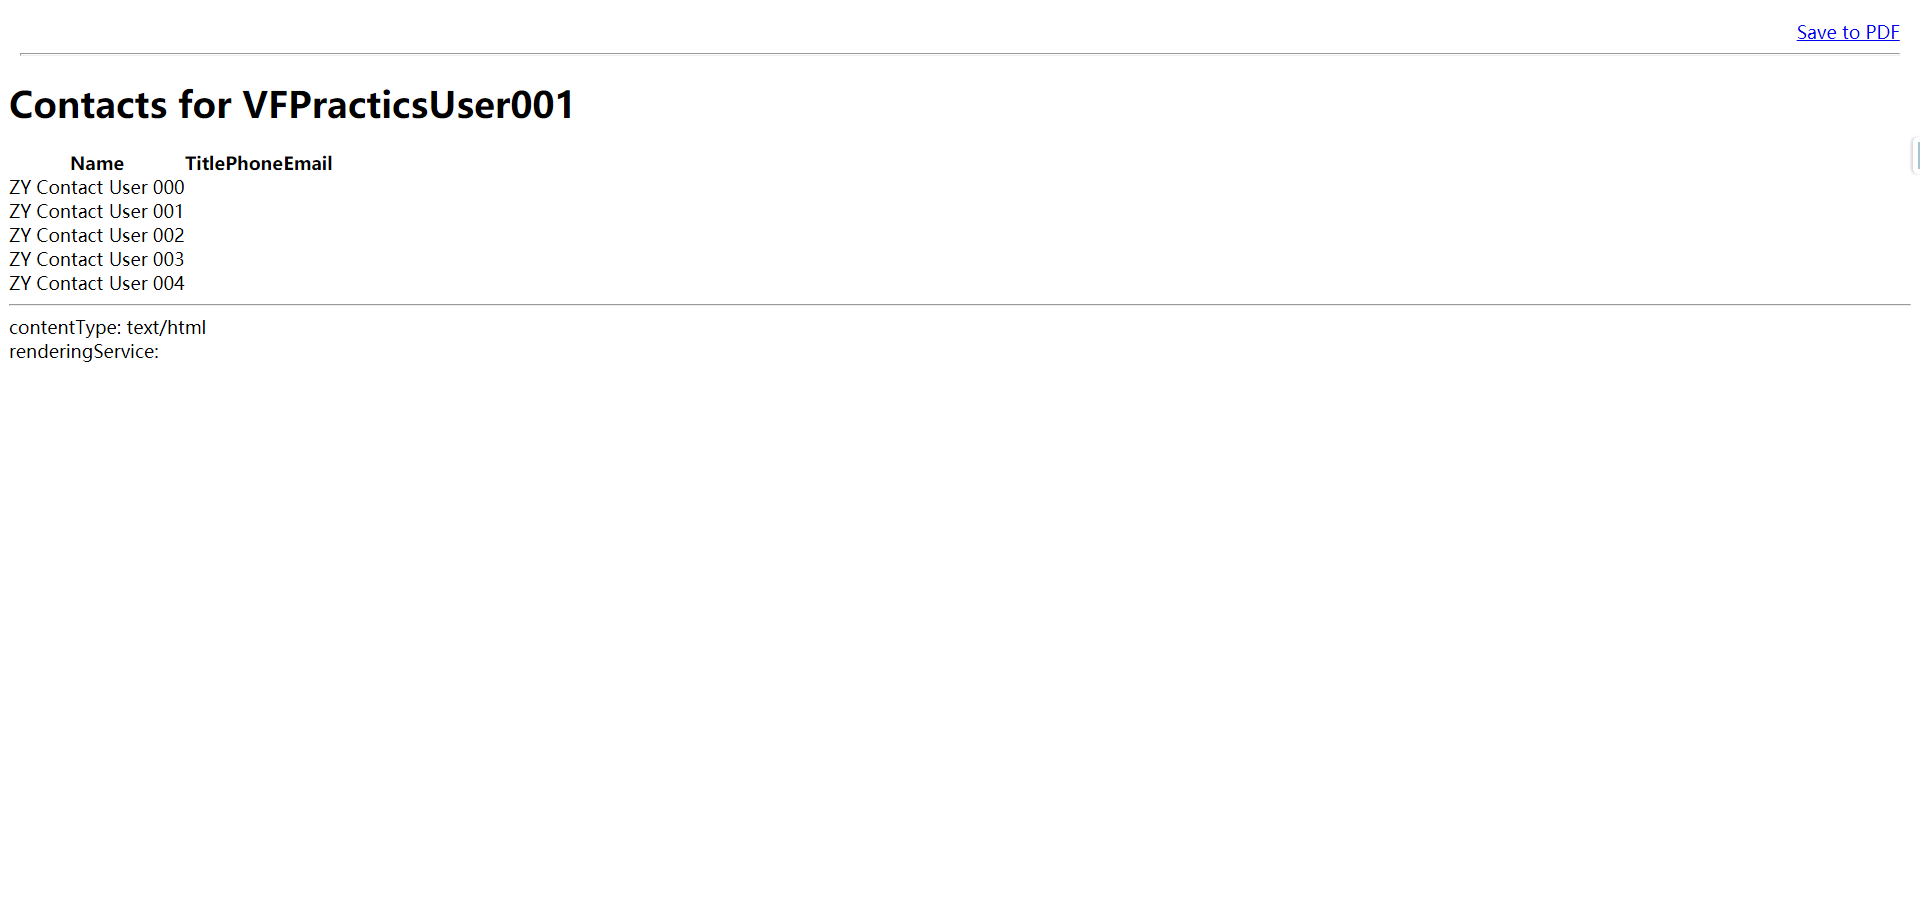 Save to PDF
Contacts for VFPracticsUser001
Name Title Phone Email
ZY Contact User 000
ZY Contact User 001
ZY Contact User 002
ZY Contact User 003
ZY Contact User 004
contentType: text/html
renderingService: